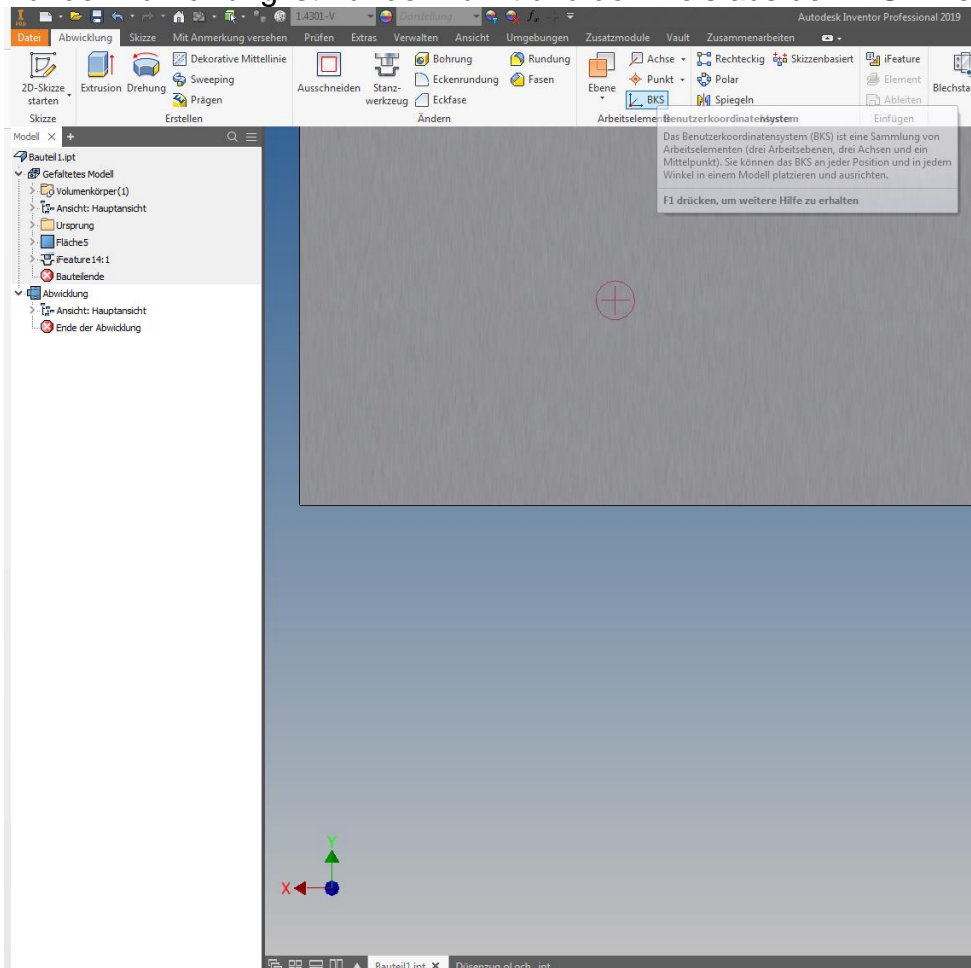 1.4301-V
Darstellung
Autodesk Inventor Professional 2019
Datei Abwicklung Skizze Mit Anmerkung versehen Prüfen Extras Verwalten Ansicht Umgebungen Zusatzmodule Vault Zusammenarbeiten
2D-Skizze starten
Extrusion
Drehung
Dekorative Mittellinie
Sweeping
Prägen
Ausschneiden
Stanz-
werkzeug
Bohrung
Eckenrundung
Eckfase
Rundung
Fasen
Ebene
Achse
Punkt
BKS
Rechteckig
Polar
Spiegeln
Skizzenbasiert
iFeature
Element
Ableiten
Skizze Erstellen Ändern Einfügen
Benutzerkoordinatensystem
Das Benutzerkoordinatensystem (BKS) ist eine Sammlung von
Arbeitselementen (drei Arbeitsebenen, drei Achsen und ein
Mittelpunkt). Sie können das BKS an jeder Position und in jedem
Winkel in einem Modell platzieren und ausrichten.
F1 drücken, um weitere Hilfe zu erhalten
Modell
Bauteil1.ipt
Gefaltetes Modell
Volumenkörper(1)
Ansicht: Hauptansicht
Ursprung
Fläche5
iFeature14:1
Bauteilende
Abwicklung
Ansicht: Hauptansicht
Ende der Abwicklung
Y
X
Bauteil1.ipt